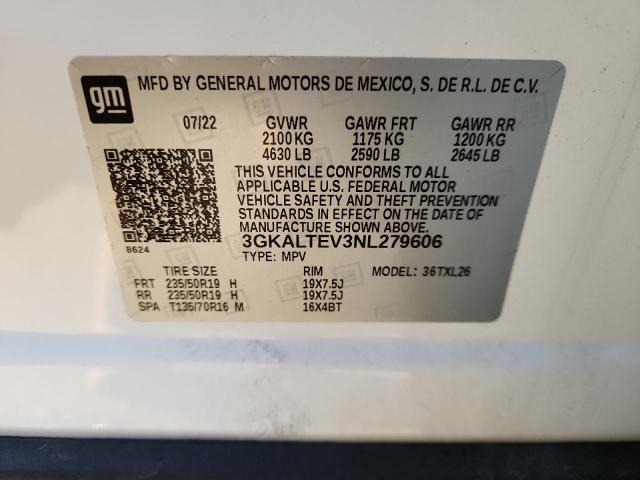 gm
MFD BY GENERAL MOTORS DE MEXICO, S. DE R.L. DE C.V.
07/22 GVWR GAWR FRT GAWR RR
2100 KG 1175 KG 1200 KG
4630 LB 2590 LB 2645 LB
THIS VEHICLE CONFORMS TO ALL
APPLICABLE U.S. FEDERAL MOTOR
VEHICLE SAFETY AND THEFT PREVENTION
STANDARDS IN EFFECT ON THE DATE OF
MANUFACTURE SHOWN ABOVE.
3GKALTEV3NL279606
8624
TYPE: MPV
TIRE SIZE RIM MODEL: 36TXL26
FRT 235/50R19 H 19X7.5J
RR 235/50R19 H 19X7.5J
SPA T135/70R16 M 16X4BT